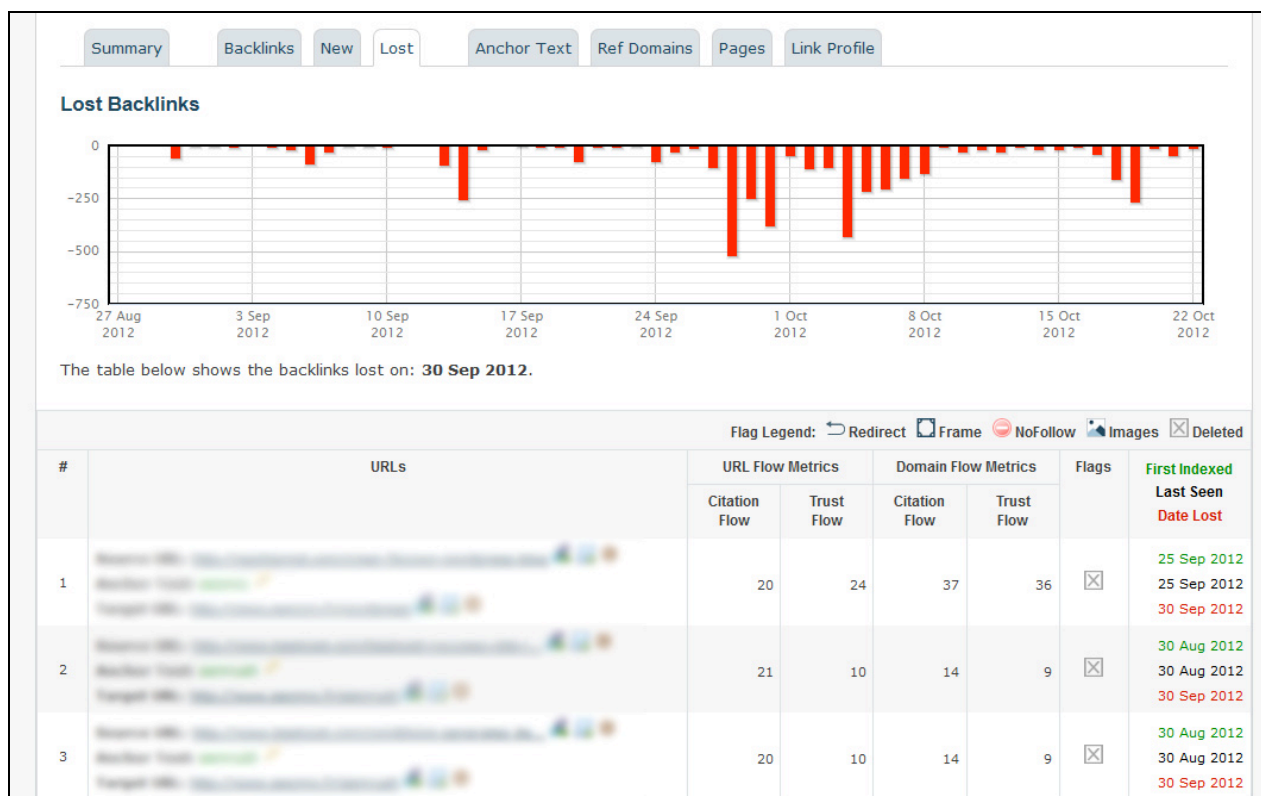 Summary Backlinks New Lost Anchor Text Ref Domains Pages Link Profile
Lost Backlinks
0
-250
-500
-750
27 Aug 3 Sep 10 Sep 17 Sep 24 Sep 1 Oct 8 Oct 15 Oct 22 Oct
2012 2012 2012 2012 2012 2012 2012 2012 2012
The table below shows the backlinks lost on: 30 Sep 2012.
Flag Legend: Redirect Frame NoFollow Images Deleted
# URLs URL Flow Metrics Domain Flow Metrics Flags First Indexed
Last Seen
Date Lost
Citation Trust Citation Trust
Flow Flow Flow Flow
25 Sep 2012
1 20 24 37 36 25 Sep 2012
30 Sep 2012
30 Aug 2012
2 21 10 14 9 30 Aug 2012
30 Sep 2012
30 Aug 2012
3 20 10 14 9 30 Aug 2012
30 Sep 2012